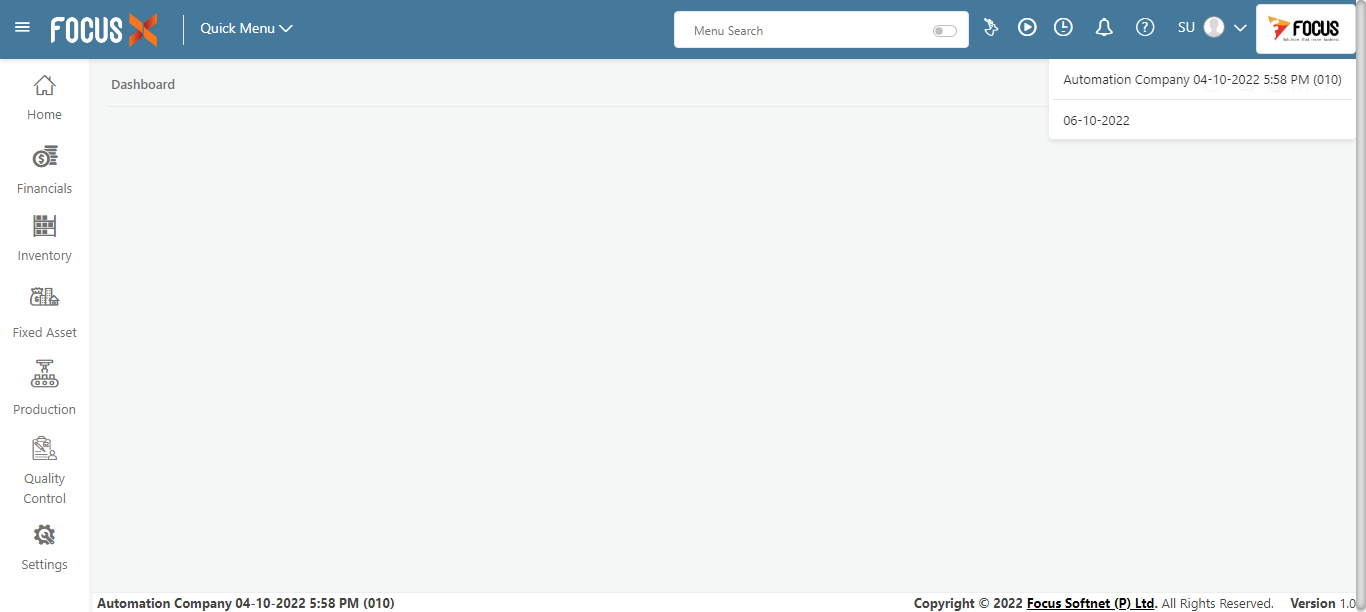 FOCUS X
Quick Menu
Menu Search
SU
FOCUS
Automation Company 04-10-2022 5:58 PM (010)
06-10-2022
Dashboard
Home
Financials
Inventory
Fixed Asset
Production
Quality
Control
Settings
Automation Company 04-10-2022 5:58 PM (010)
Copyright © 2022 Focus Softnet (P) Ltd. All Rights Reserved. Version 1.0